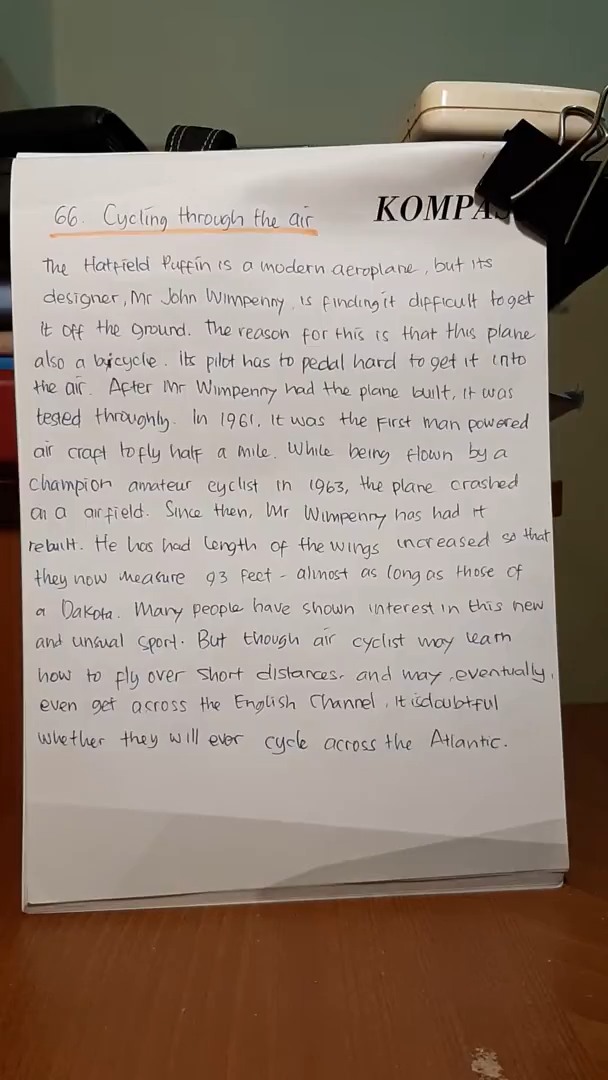 KOMPAS
66. Cycling through the air
The Hatfield Puffin is a modern aeroplane, but its
designer, Mr John Wimpenny, is finding it difficult to get
it off the ground. The reason for this is that this plane
also a bicycle. Its pilot has to pedal hard to get it into
the air. After Mr Wimpenny had the plane built, it was
tested throughly. In 1961, it was the first man powered
air craft to fly half a mile. While being flown by a
champion amateur cyclist in 1963, the plane crashed
on a airfield. Since then, Mr Wimpenny has had it
rebuilt. He has had length of the wings increased so that
they now measure 93 feet - almost as long as those of
a Dakota. Many people have shown interest in this new
and unsual sport. But though air cyclist may learn
how to fly over short distances, and may, eventually,
even get across the English Channel, it is doubtful
whether they will ever cycle across the Atlantic.